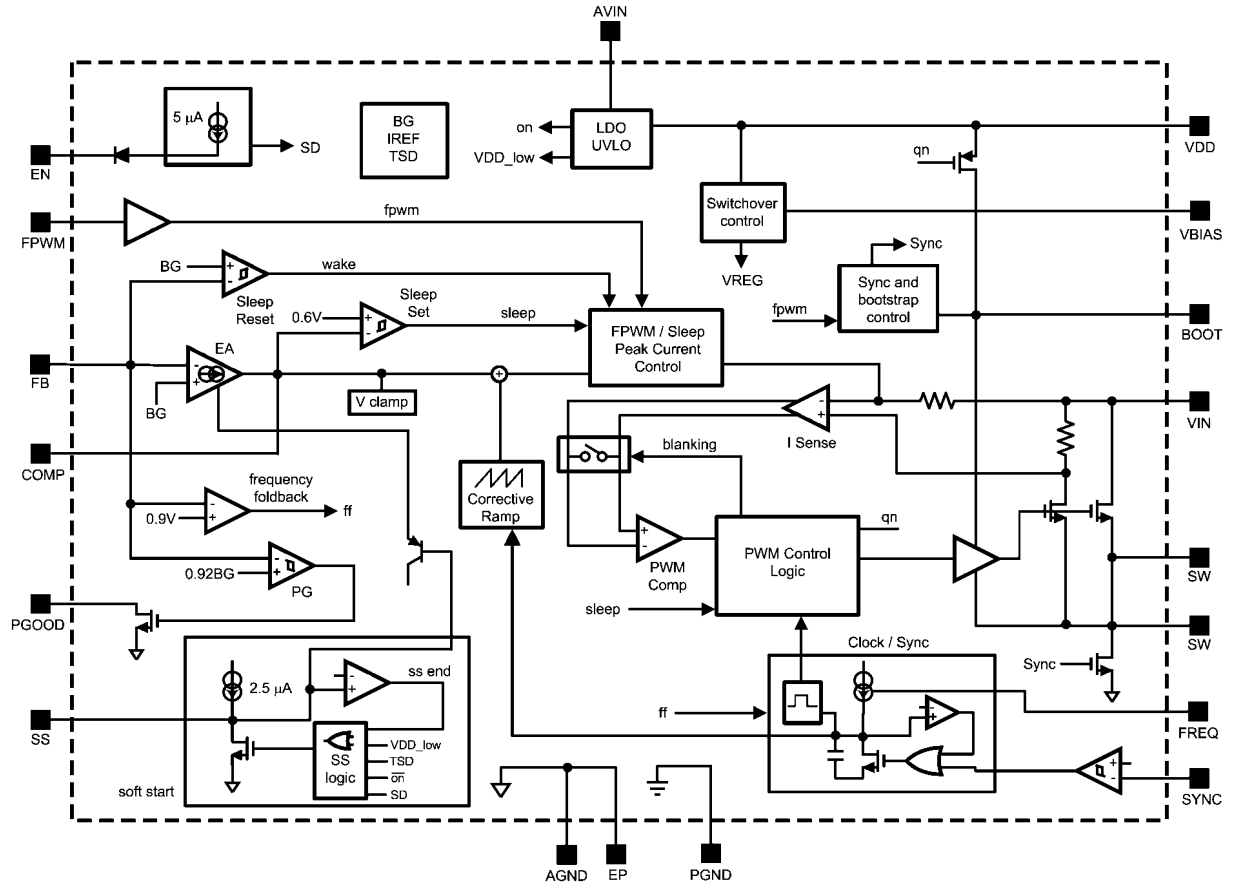 AVIN
5 μA
SD
EN
BG
IREF
TSD
on
VDD_low
LDO
UVLO
qn
VDD
FPWM
fpwm
Switchover
control
VBIAS
VREG
BG
+
-
wake
Sleep
Reset
0.6V
+
-
Sleep
Set
sleep
FPWM / Sleep
Peak Current
Control
Sync
Sync and
bootstrap
control
fpwm
BOOT
FB
EA
-
+
BG
V clamp
+
-
+
I Sense
VIN
COMP
blanking
frequency
foldback
-
+
0.9V
ff
Corrective
Ramp
+
-
PWM
Comp
PWM Control
Logic
qn
SW
-
+
0.92BG
PG
PGOOD
sleep
SW
Clock / Sync
Sync
2.5 μA
-
+
ss end
SS
SS
logic
VDD_low
TSD
ON
SD
soft start
ff
-
+
FREQ
+
-
SYNC
AGND
EP
PGND